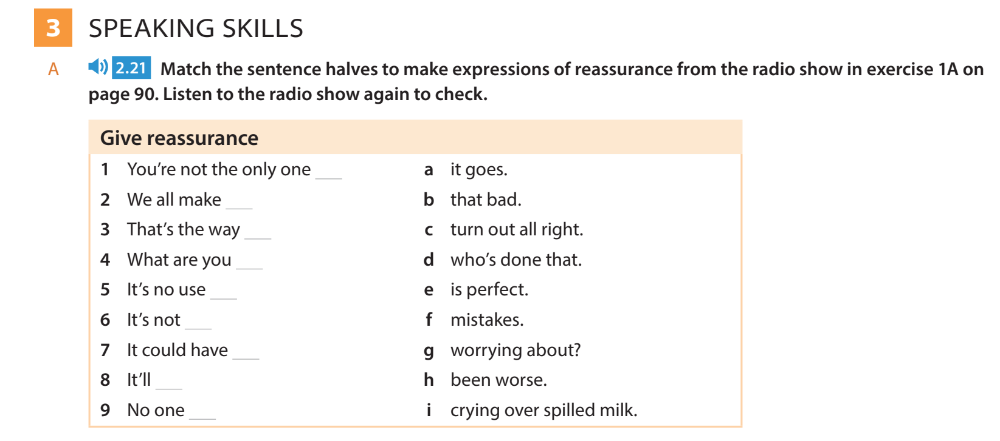 3 SPEAKING SKILLS
A 2.21 Match the sentence halves to make expressions of reassurance from the radio show in exercise 1A on
page 90. Listen to the radio show again to check.
Give reassurance
1 You’re not the only one ___ a it goes.
2 We all make ___ b that bad.
3 That’s the way ___ c turn out all right.
4 What are you ___ d who’s done that.
5 It’s no use ___ e is perfect.
6 It’s not ___ f mistakes.
7 It could have ___ g worrying about?
8 It’ll ___ h been worse.
9 No one ___ i crying over spilled milk.